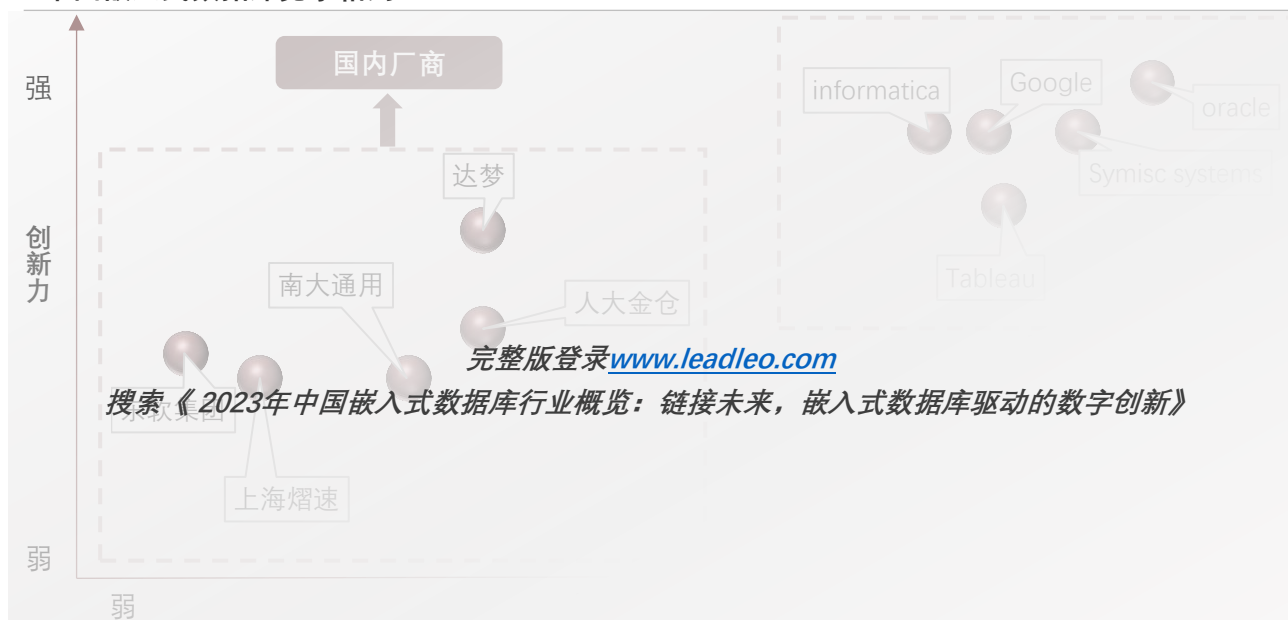 强
国内厂商
informatica
Google
oracle
达梦
Symisc systems
创新力
南大通用
人大金仓
Tableau
完整版登录www.leadleo.com
搜索《2023年中国嵌入式数据库行业概览：链接未来，嵌入式数据库驱动的数字创新》
东软集团
上海熠速
弱
弱